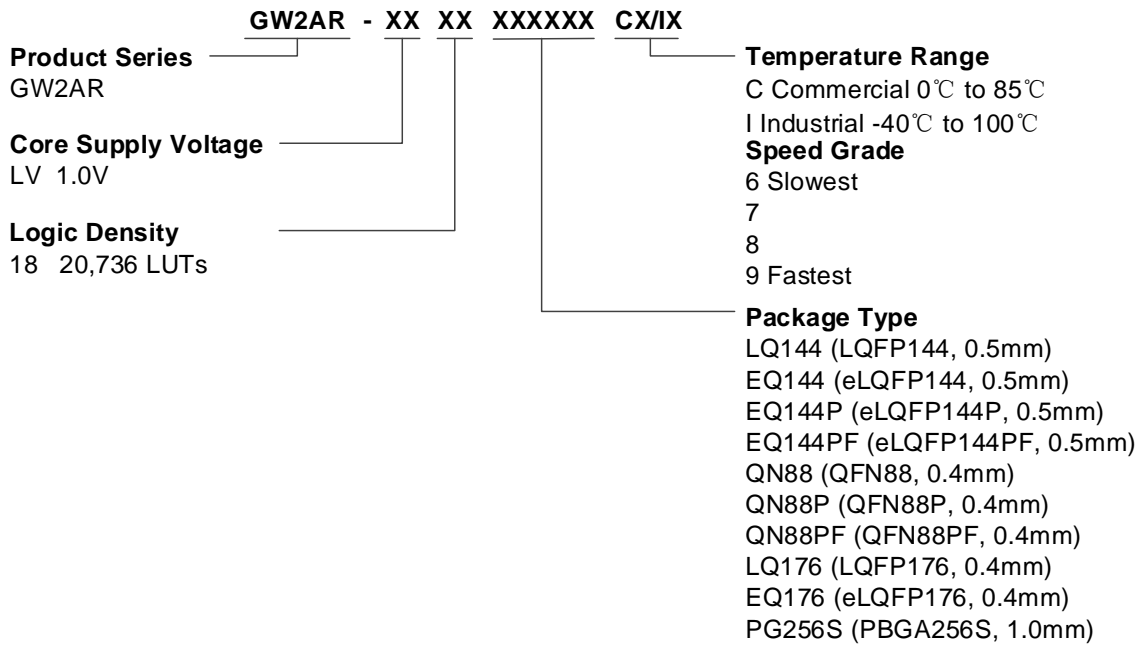 GW2AR - XX XX XXXXXX CX/IX
Product Series
GW2AR
Core Supply Voltage
LV 1.0V
Logic Density
18 20,736 LUTs
Temperature Range
C Commercial 0℃ to 85℃
I Industrial -40℃ to 100℃
Speed Grade
6 Slowest
7
8
9 Fastest
Package Type
LQ144 (LQFP144, 0.5mm)
EQ144 (eLQFP144, 0.5mm)
EQ144P (eLQFP144P, 0.5mm)
EQ144PF (eLQFP144PF, 0.5mm)
QN88 (QFN88, 0.4mm)
QN88P (QFN88P, 0.4mm)
QN88PF (QFN88PF, 0.4mm)
LQ176 (LQFP176, 0.4mm)
EQ176 (eLQFP176, 0.4mm)
PG256S (PBGA256S, 1.0mm)